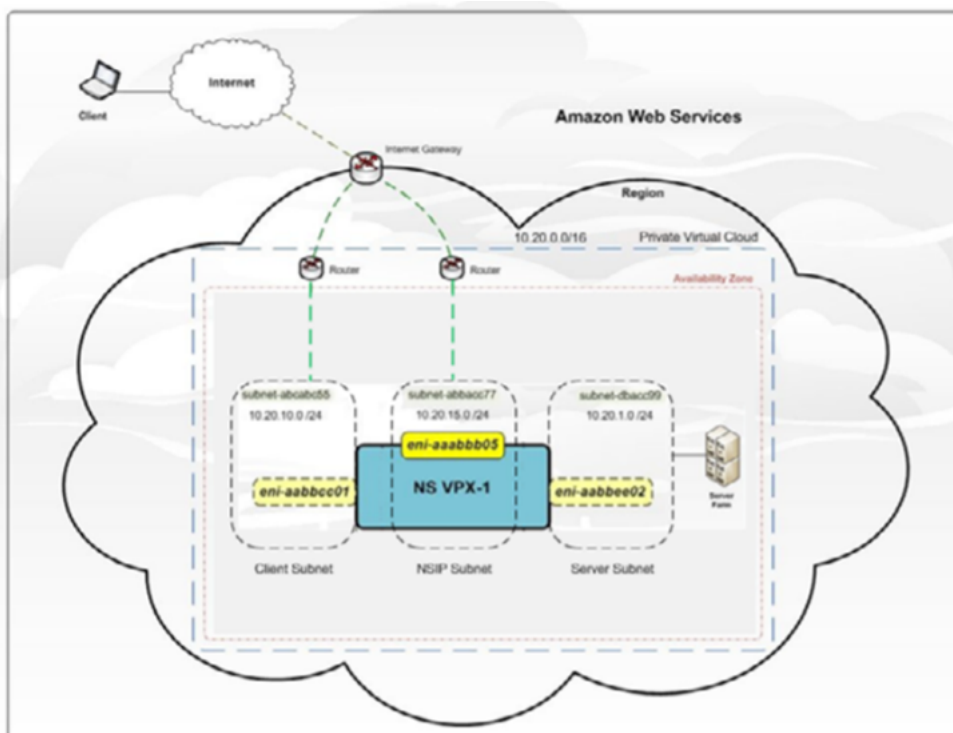 Internet
Client
Amazon Web Services
Internet Gateway
Region
10.20.0.0/16
Private Virtual Cloud
Router
Router
Availability Zone
subnet-abcabc55
subnet-abbacc77
subnet-dbacc99
10.20.10.0 /24
10.20.15.0 /24
10.20.1.0 /24
eni-aaabbb05
eni-aabbcc01
NS VPX-1
eni-aabbee02
Server
Farm
Client Subnet
NSIP Subnet
Server Subnet